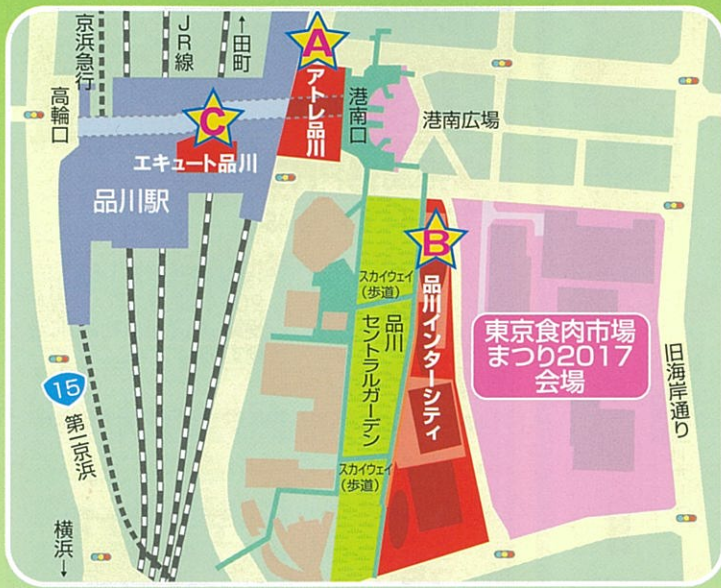 京浜急行
JR線
↑田町
A
アトレ品川
高輪口
C
エキュート品川
品川駅
港南口
港南広場
B
品川インターシティ
スカイウェイ
(歩道)
品川
セントラルガーデン
東京食肉市場
まつり2017
会場
旧海岸通り
15
第一京浜
スカイウェイ
(歩道)
横浜↓